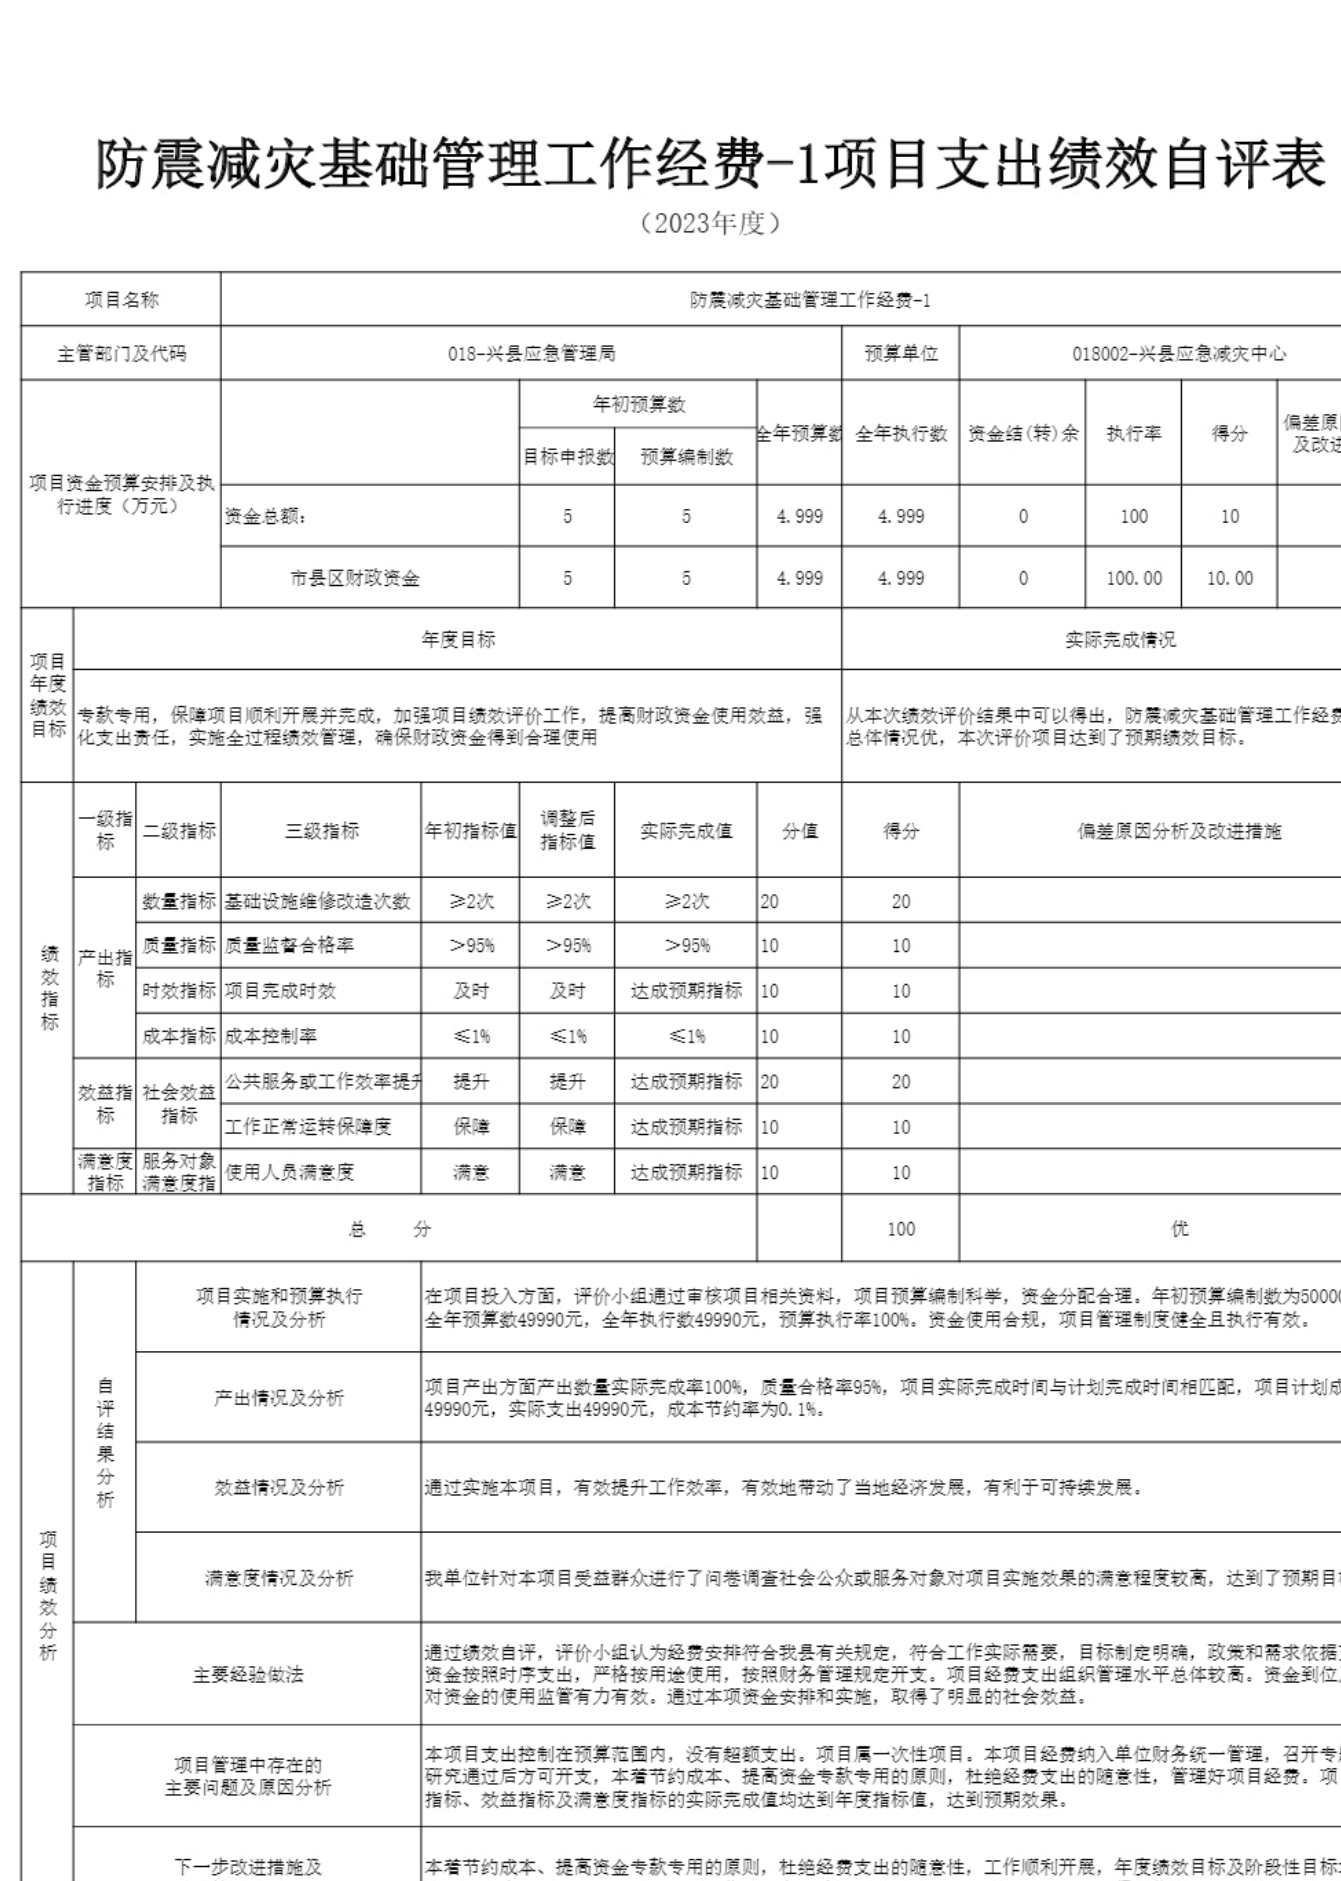 防震减灾基础管理工作经费-1项目支出绩效自评表
（2023年度）
项目名称 防震减灾基础管理工作经费-1
主管部门及代码 018-兴县应急管理局 预算单位 018002-兴县应急减灾中心
项目资金预算安排及执
行进度（万元）
年初预算数 全年预算数 全年执行数 资金结(转)余 执行率 得分 偏差原
及改进
目标申报数 预算编制数
资金总额： 5 5 4.999 4.999 0 100 10
市县区财政资金 5 5 4.999 4.999 0 100.00 10.00
项目
年度
绩效
目标
年度目标 实际完成情况
专款专用，保障项目顺利开展并完成，加强项目绩效评价工作，提高财政资金使用效益，强
化支出责任，实施全过程绩效管理，确保财政资金得到合理使用
从本次绩效评价结果中可以得出，防震减灾基础管理工作经费
总体情况优，本次评价项目达到了预期绩效目标。
绩
效
指
标
一级指
标
二级指标 三级指标 年初指标值 调整后
指标值
实际完成值 分值 得分 偏差原因分析及改进措施
产出指
标
数量指标 基础设施维修改造次数 ≥2次 ≥2次 ≥2次 20 20
质量指标 质量监督合格率 >95% >95% >95% 10 10
时效指标 项目完成时效 及时 及时 达成预期指标 10 10
成本指标 成本控制率 ≤1% ≤1% ≤1% 10 10
效益指
标
社会效益
指标
公共服务或工作效率提升 提升 提升 达成预期指标 20 20
工作正常运转保障度 保障 保障 达成预期指标 10 10
满意度
指标
服务对象
满意度指
使用人员满意度 满意 满意 达成预期指标 10 10
总 分 100 优
项
目
绩
效
分
析
自
评
结
果
分
析
项目实施和预算执行
情况及分析
在项目投入方面，评价小组通过审核项目相关资料，项目预算编制科学，资金分配合理。年初预算编制数为50000
全年预算数49990元，全年执行数49990元，预算执行率100%。资金使用合规，项目管理制度健全且执行有效。
产出情况及分析
项目产出方面产出数量实际完成率100%，质量合格率95%，项目实际完成时间与计划完成时间相匹配，项目计划成
49990元，实际支出49990元，成本节约率为0.1%。
效益情况及分析
通过实施本项目，有效提升工作效率，有效地带动了当地经济发展，有利于可持续发展。
满意度情况及分析
我单位针对本项目受益群众进行了问卷调查社会公众或服务对象对项目实施效果的满意程度较高，达到了预期目
主要经验做法
通过绩效自评，评价小组认为经费安排符合我县有关规定，符合工作实际需要，目标制定明确，政策和需求依据
资金按照时序支出，严格按用途使用，按照财务管理规定开支。项目经费支出组织管理水平总体较高。资金到位
对资金的使用监管有力有效。通过本项资金安排和实施，取得了明显的社会效益。
项目管理中存在的
主要问题及原因分析
本项目支出控制在预算范围内，没有超额支出。项目属一次性项目。本项目经费纳入单位财务统一管理，召开专
研究通过后方可开支，本着节约成本、提高资金专款专用的原则，杜绝经费支出的随意性，管理好项目经费。项
指标、效益指标及满意度指标的实际完成值均达到年度指标值，达到预期效果。
下一步改进措施及
本着节约成本、提高资金专款专用的原则，杜绝经费支出的随意性，工作顺利开展，年度绩效目标及阶段性目标